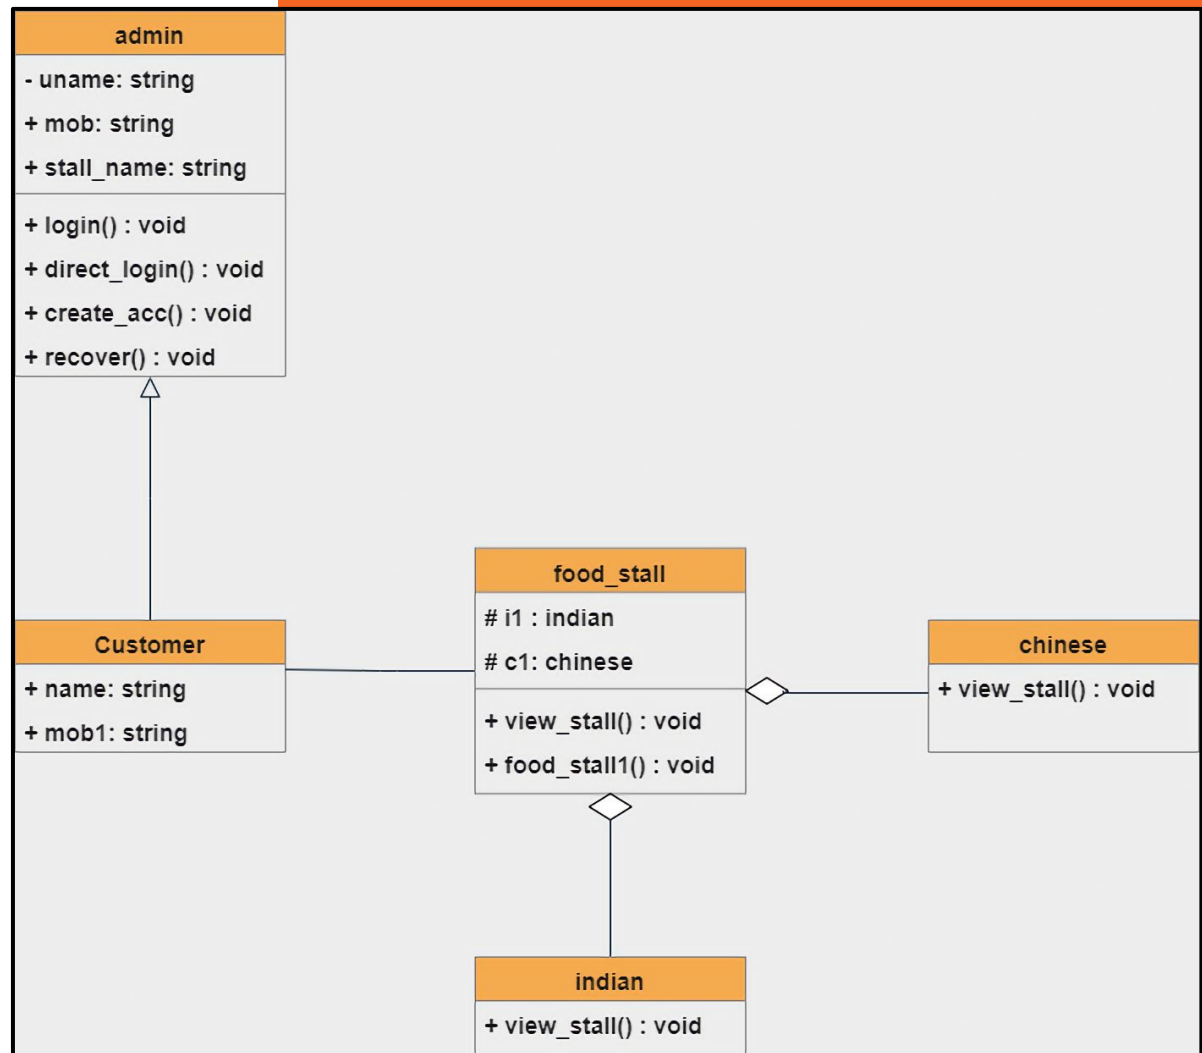 admin
- uname: string
+ mob: string
+ stall_name: string
+ login() : void
+ direct_login() : void
+ create_acc() : void
+ recover() : void
Customer
+ name: string
+ mob1: string
food_stall
# i1 : indian
# c1: chinese
+ view_stall() : void
+ food_stall1() : void
chinese
+ view_stall() : void
indian
+ view_stall() : void